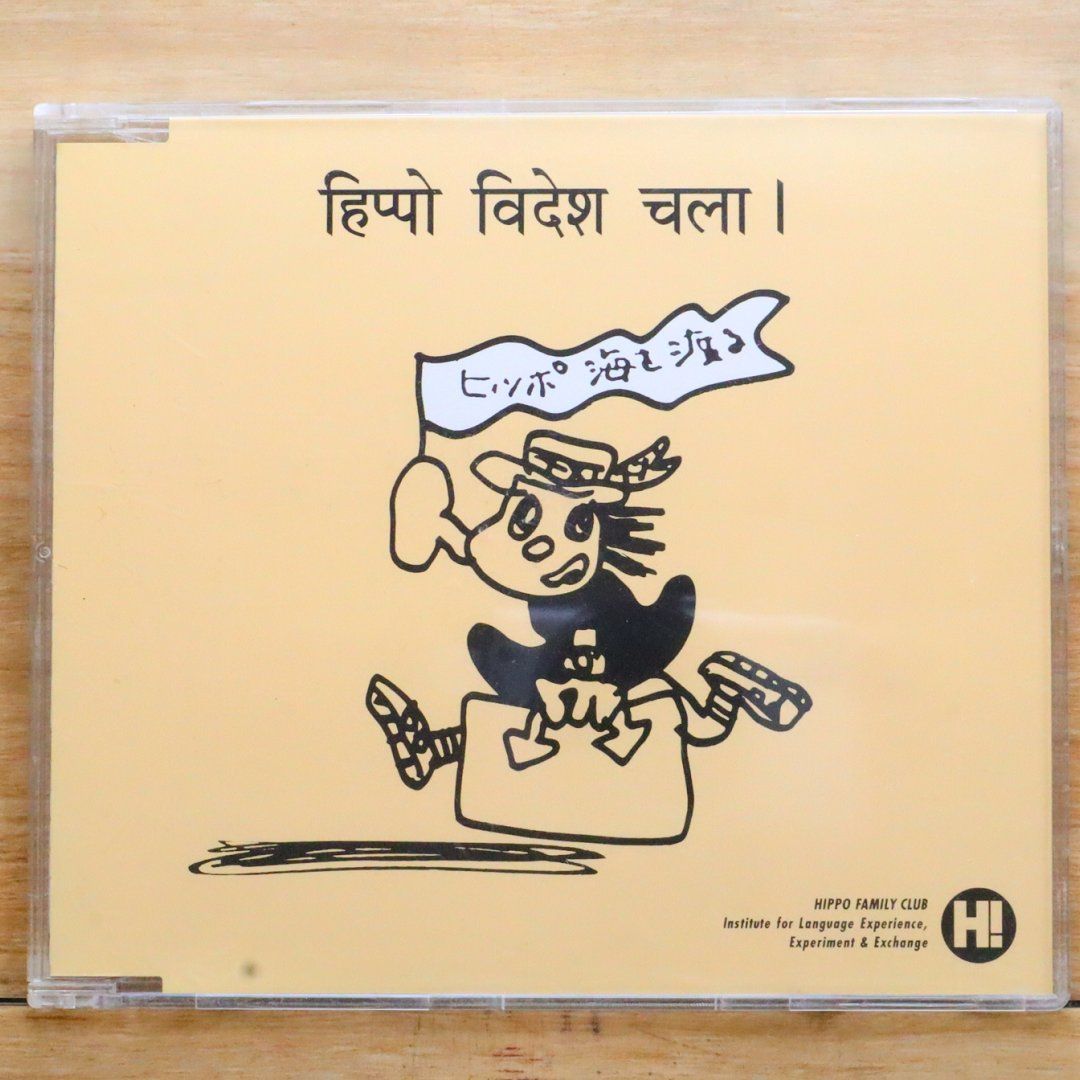 हिप्पो विदेश चला।
ヒッポ 海を渡る
HIPPO FAMILY CLUB
Institute for Language Experience,
Experiment & Exchange
H!